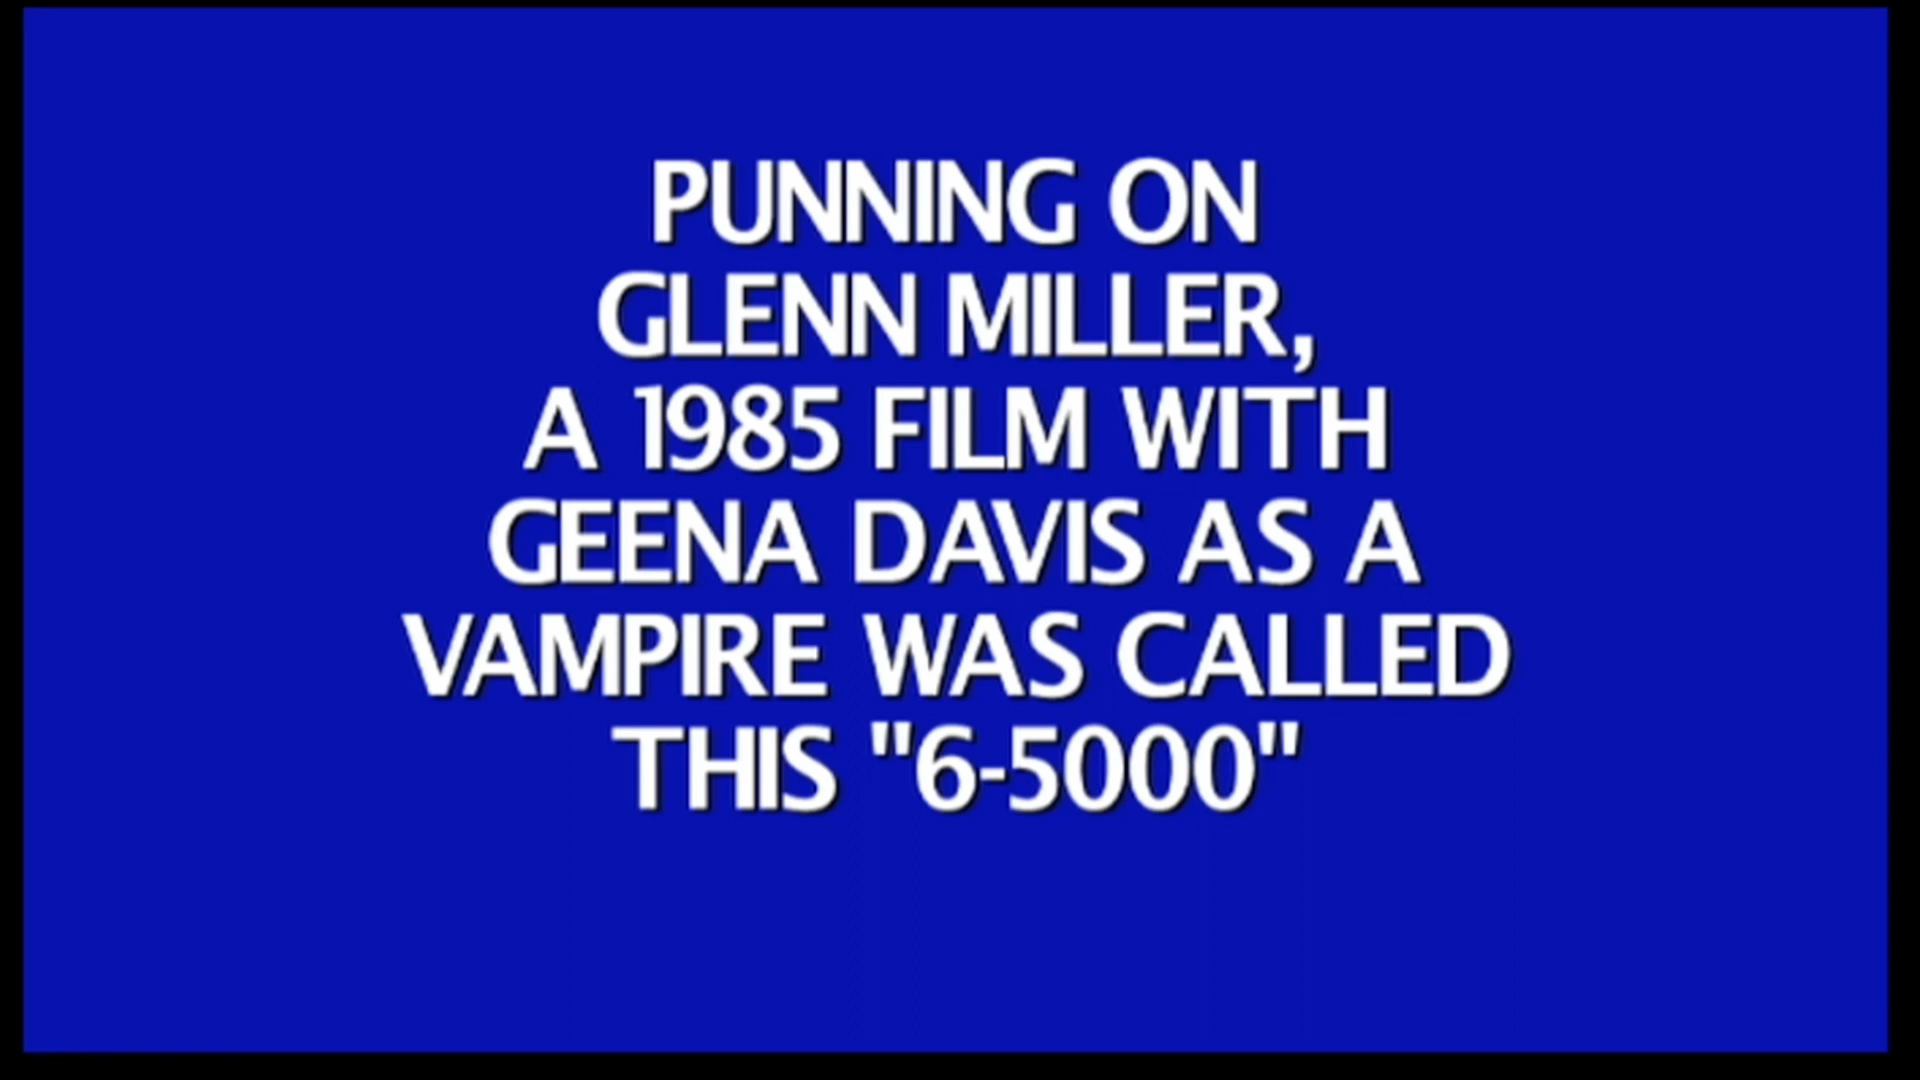 PUNNING ON
GLENN MILLER,
A 1985 FILM WITH
GEENA DAVIS AS A
VAMPIRE WAS CALLED
THIS "6-5000"